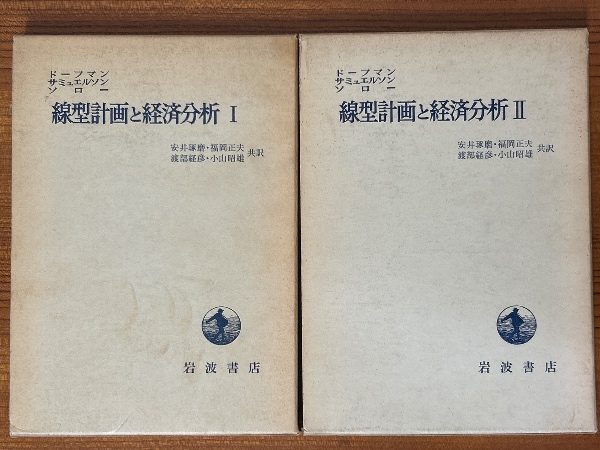 ドーフマン
サミュエルソン
ソロー
線型計画と経済分析 I
安井琢磨・福岡正夫
渡部経彦・小山昭雄
共訳
岩波書店
ドーフマン
サミュエルソン
ソロー
線型計画と経済分析 II
安井琢磨・福岡正夫
渡部経彦・小山昭雄
共訳
岩波書店